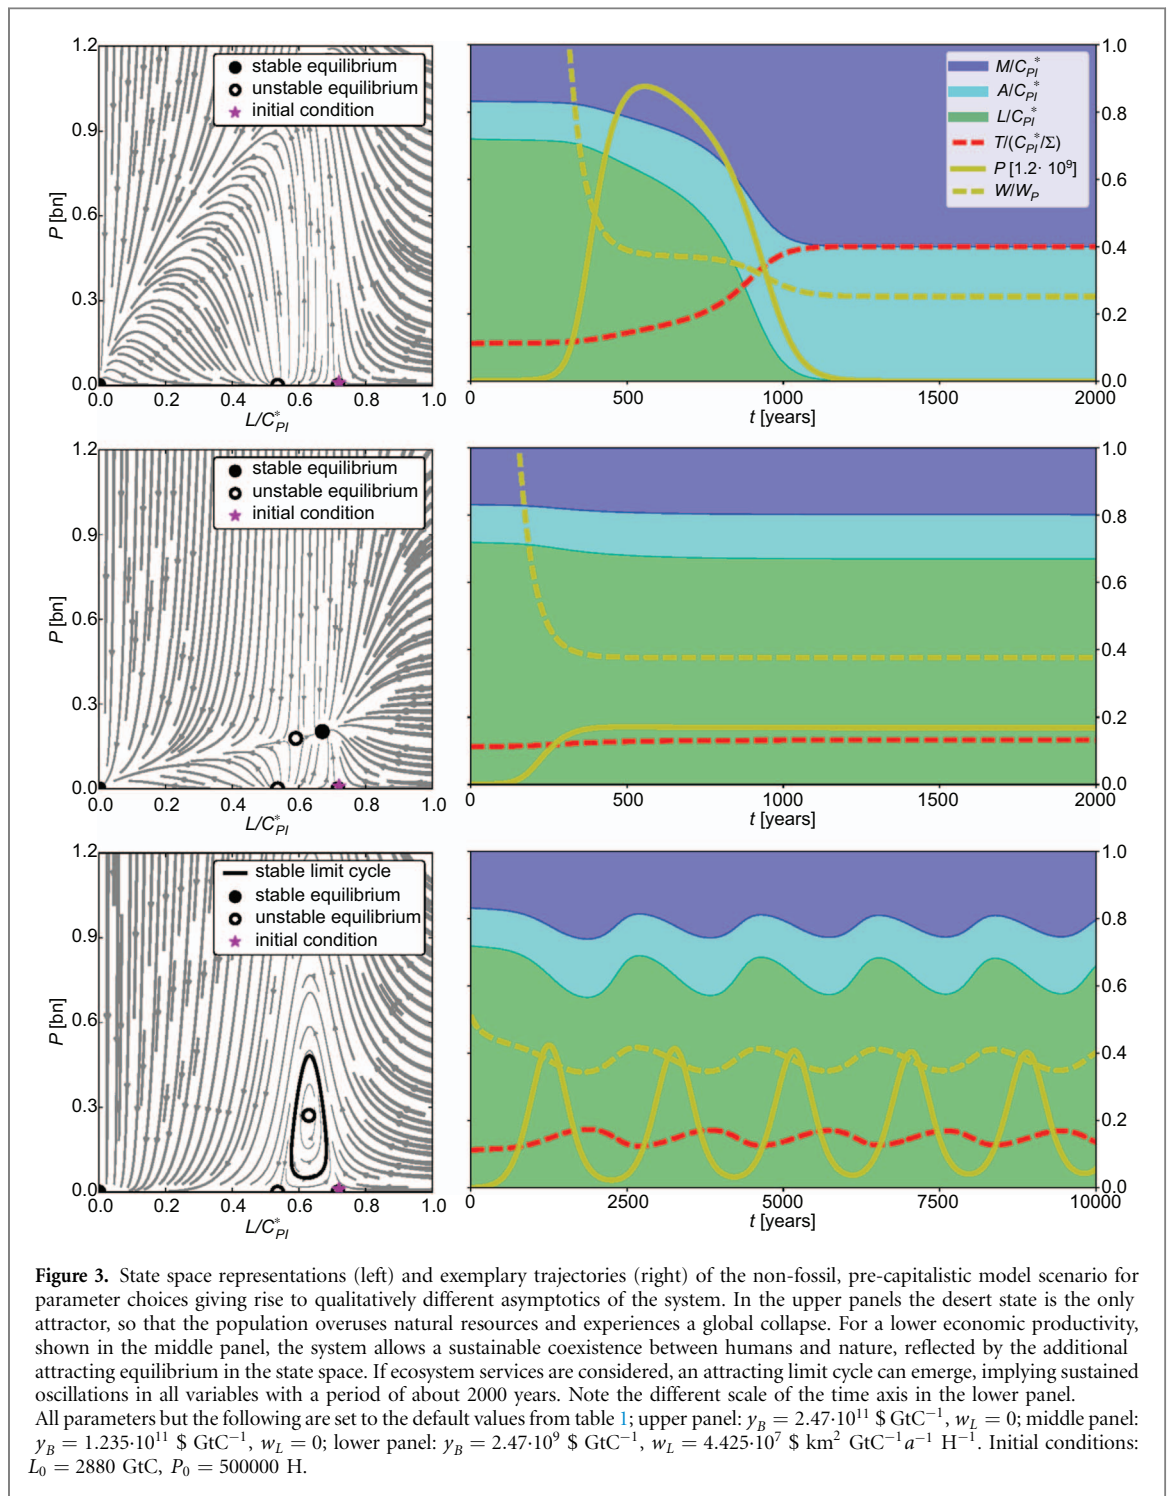 1.2
0.9
0.6
0.3
0.0
P [bn]
stable equilibrium
unstable equilibrium
initial condition
0.0 0.2 0.4 0.6 0.8 1.0
L/C*PI
1.0
0.8
0.6
0.4
0.2
0.0
M/C*PI
A/C*PI
L/C*PI
T/(C*PI/Σ)
P [1.2· 10⁹]
W/WP
0 500 1000 1500 2000
t [years]
1.2
0.9
0.6
0.3
0.0
P [bn]
stable equilibrium
unstable equilibrium
initial condition
0.0 0.2 0.4 0.6 0.8 1.0
L/C*PI
1.0
0.8
0.6
0.4
0.2
0.0
0 500 1000 1500 2000
t [years]
1.2
0.9
0.6
0.3
0.0
P [bn]
stable limit cycle
stable equilibrium
unstable equilibrium
initial condition
0.0 0.2 0.4 0.6 0.8 1.0
L/C*PI
1.0
0.8
0.6
0.4
0.2
0.0
0 2500 5000 7500 10000
t [years]
Figure 3. State space representations (left) and exemplary trajectories (right) of the non-fossil, pre-capitalistic model scenario for
parameter choices giving rise to qualitatively different asymptotics of the system. In the upper panels the desert state is the only
attractor, so that the population overuses natural resources and experiences a global collapse. For a lower economic productivity,
shown in the middle panel, the system allows a sustainable coexistence between humans and nature, reflected by the additional
attracting equilibrium in the state space. If ecosystem services are considered, an attracting limit cycle can emerge, implying sustained
oscillations in all variables with a period of about 2000 years. Note the different scale of the time axis in the lower panel.
All parameters but the following are set to the default values from table 1; upper panel: yB = 2.47·10¹¹ $ GtC⁻¹, wL = 0; middle panel:
yB = 1.235·10¹¹ $ GtC⁻¹, wL = 0; lower panel: yB = 2.47·10⁹ $ GtC⁻¹, wL = 4.425·10⁷ $ km² GtC⁻¹a⁻¹ H⁻¹. Initial conditions:
L₀ = 2880 GtC, P₀ = 500000 H.